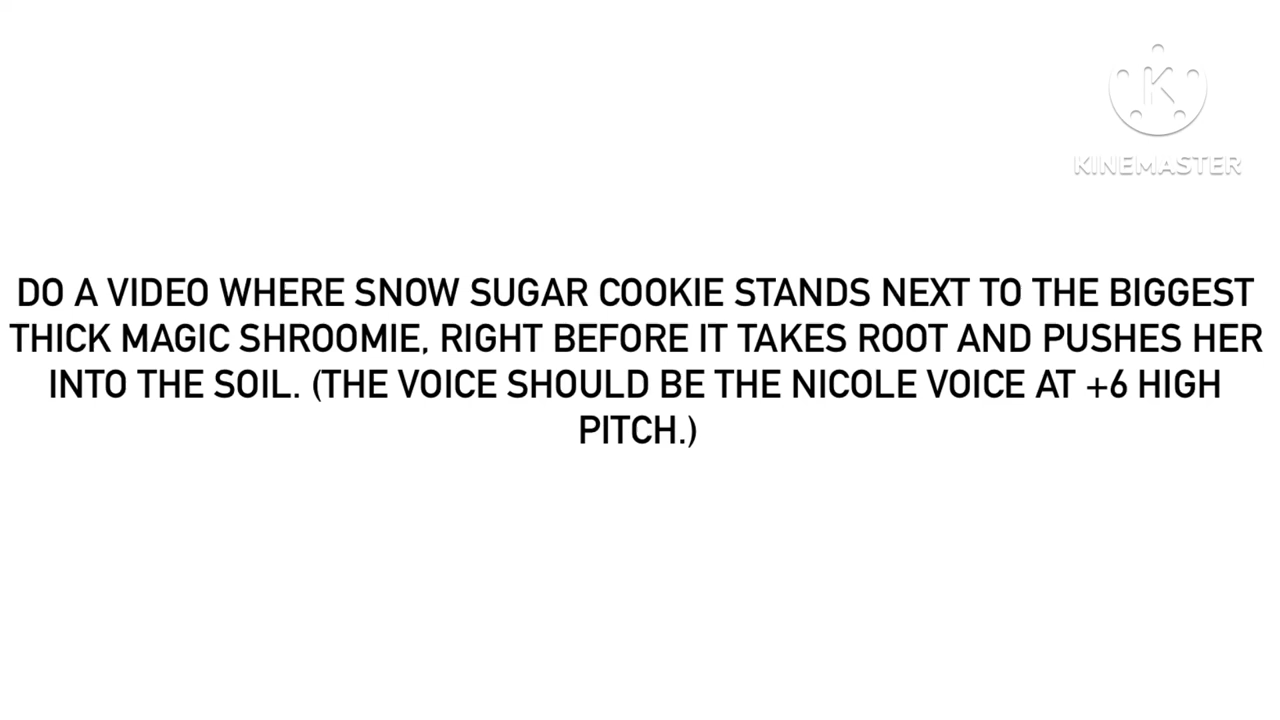 KINEMASTER
DO A VIDEO WHERE SNOW SUGAR COOKIE STANDS NEXT TO THE BIGGEST
THICK MAGIC SHROOMIE, RIGHT BEFORE IT TAKES ROOT AND PUSHES HER
INTO THE SOIL. (THE VOICE SHOULD BE THE NICOLE VOICE AT +6 HIGH
PITCH.)